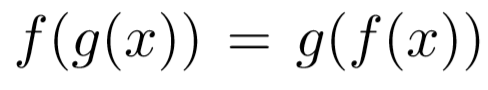 f(g(x)) = g(f(x))